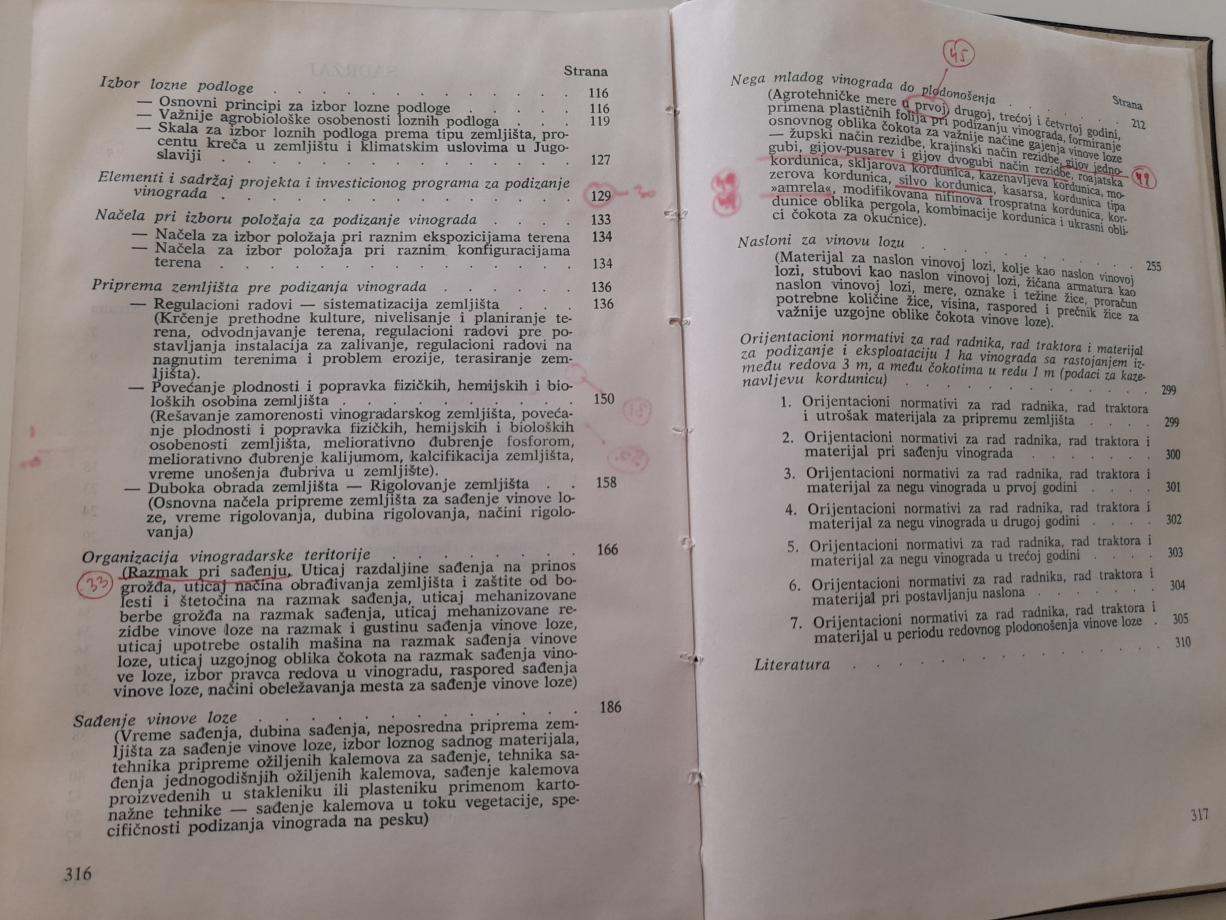 Strana
Izbor lozne podloge . . . . . . . . . . . . . 116
— Osnovni principi za izbor lozne podloge . . . . . 116
— Važnije agrobiološke osobenosti loznih podloga . . . 119
— Skala za izbor loznih podloga prema tipu zemljišta, pro-
centu kreča u zemljištu i klimatskim uslovima u Jugo-
slaviji . . . . . . . . . . . . . . . 127
Elementi i sadržaj projekta i investicionog programa za podizanje
vinograda . . . . . . . . . . . . . . . 129
Načela pri izboru položaja za podizanje vinograda . . . . 133
— Načela za izbor položaja pri raznim ekspozicijama terena 134
— Načela za izbor položaja pri raznim konfiguracijama
terena . . . . . . . . . . . . . . . 134
Priprema zemljišta pre podizanja vinograda . . . . . . 136
— Regulacioni radovi — sistematizacija zemljišta . . . . 136
(Krčenje prethodne kulture, nivelisanje i planiranje te-
rena, odvodnjavanje terena, regulacioni radovi pre po-
stavljanja instalacija za zalivanje, regulacioni radovi na
nagnutim terenima i problem erozije, terasiranje zem-
ljišta).
— Povećanje plodnosti i popravka fizičkih, hemijskih i bio-
loških osobina zemljišta . . . . . . . . . . 150
(Rešavanje zamorenosti vinogradarskog zemljišta, poveća-
nje plodnosti i popravka fizičkih, hemijskih i bioloških
osobenosti zemljišta, meliorativno đubrenje fosforom,
meliorativno đubrenje kalijumom, kalcifikacija zemljišta,
vreme unošenja đubriva u zemljište).
— Duboka obrada zemljišta — Rigolovanje zemljišta . . 158
(Osnovna načela pripreme zemljišta za sađenje vinove lo-
ze, vreme rigolovanja, dubina rigolovanja, načini rigolo-
vanja)
Organizacija vinogradarske teritorije . . . . . . . . 166
33
(Razmak pri sađenju, Uticaj razdaljine sađenja na prinos
grožđa, uticaj načina obrađivanja zemljišta i zaštite od bo-
lesti i štetočina na razmak sađenja, uticaj mehanizovane
berbe grožđa na razmak sađenja, uticaj mehanizovane re-
zidbe vinove loze na razmak i gustinu sađenja vinove loze,
uticaj upotrebe ostalih mašina na razmak sađenja vinove
loze, uticaj uzgojnog oblika čokota na razmak sađenja vino-
ve loze, izbor pravca redova u vinogradu, raspored sađenja
vinove loze, načini obeležavanja mesta za sađenje vinove loze)
Sađenje vinove loze . . . . . . . . . . . . . 186
(Vreme sađenja, dubina sađenja, neposredna priprema zem-
ljišta za sađenje vinove loze, izbor loznog sadnog materijala,
tehnika pripreme ožiljenih kalemova za sađenje, tehnika sa-
đenja jednogodišnjih ožiljenih kalemova, sađenje kalemova
proizvedenih u stakleniku ili plasteniku primenom karto-
nažne tehnike — sađenje kalemova u toku vegetacije, spe-
cifičnosti podizanja vinograda na pesku)
316
45
Strana
Nega mladog vinograda do plodonošenja . . . . . . . 212
(Agrotehničke mere u prvoj, drugoj, trećoj i četvrtoj godini,
primena plastičnih folija pri podizanju vinograda, formiranje
osnovnog oblika čokota za važnije načine gajenja vinove loze
— župski način rezidbe, krajinski način rezidbe, gijov jedno-
gubi, gijov-pusarev i gijov dvogubi način rezidbe, roajatska
kordunica, skljarova kordunica, kazenavljeva kordunica, mo-
zerova kordunica, silvo kordunica, kasarsa, kordunica tipa
»amrela«, modifikovana nifinova trospratna kordunica, kor-
dunice oblika pergola, kombinacije kordunica i ukrasni obli-
ci čokota za okućnice).
Nasloni za vinovu lozu . . . . . . . . . . . . 255
(Materijal za naslon vinovoj lozi, kolje kao naslon vinovoj
lozi, stubovi kao naslon vinovoj lozi, žičana armatura kao
naslon vinovoj lozi, mere, oznake i težine žice, proračun
potrebne količine žice, visina, raspored i prečnik žice za
važnije uzgojne oblike čokota vinove loze).
Orijentacioni normativi za rad radnika, rad traktora i materijal
za podizanje i eksploataciju 1 ha vinograda sa rastojanjem iz-
među redova 3 m, a među čokotima u redu 1 m (podaci za kaze-
navljevu kordunicu) . . . . . . . . . . . . . 299
1. Orijentacioni normativi za rad radnika, rad traktora
i utrošak materijala za pripremu zemljišta . . . . 299
2. Orijentacioni normativi za rad radnika, rad traktora i
materijal pri sađenju vinograda . . . . . . 300
3. Orijentacioni normativi za rad radnika, rad traktora i
materijal za negu vinograda u prvoj godini . . . . 301
4. Orijentacioni normativi za rad radnika, rad traktora i
materijal za negu vinograda u drugoj godini . . . . 302
5. Orijentacioni normativi za rad radnika, rad traktora i
materijal za negu vinograda u trećoj godini . . . . 303
6. Orijentacioni normativi za rad radnika, rad traktora i
materijal pri postavljanju naslona . . . . . . 304
7. Orijentacioni normativi za rad radnika, rad traktora i
materijal u periodu redovnog plodonošenja vinove loze . 305
Literatura . . . . . . . . . . . . . . . 310
317